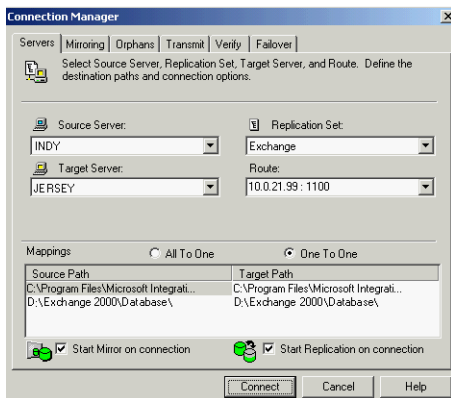 Connection Manager
Servers Mirroring Orphans Transmit Verify Failover
Select Source Server, Replication Set, Target Server, and Route. Define the
destination paths and connection options.
Source Server: Replication Set:
INDY Exchange
Target Server: Route:
JERSEY 10.0.21.99 : 1100
Mappings All To One One To One
Source Path Target Path
C:\Program Files\Microsoft Integrati... C:\Program Files\Microsoft Integrati...
D:\Exchange 2000\Database\ D:\Exchange 2000\Database\
Start Mirror on connection Start Replication on connection
Connect Cancel Help